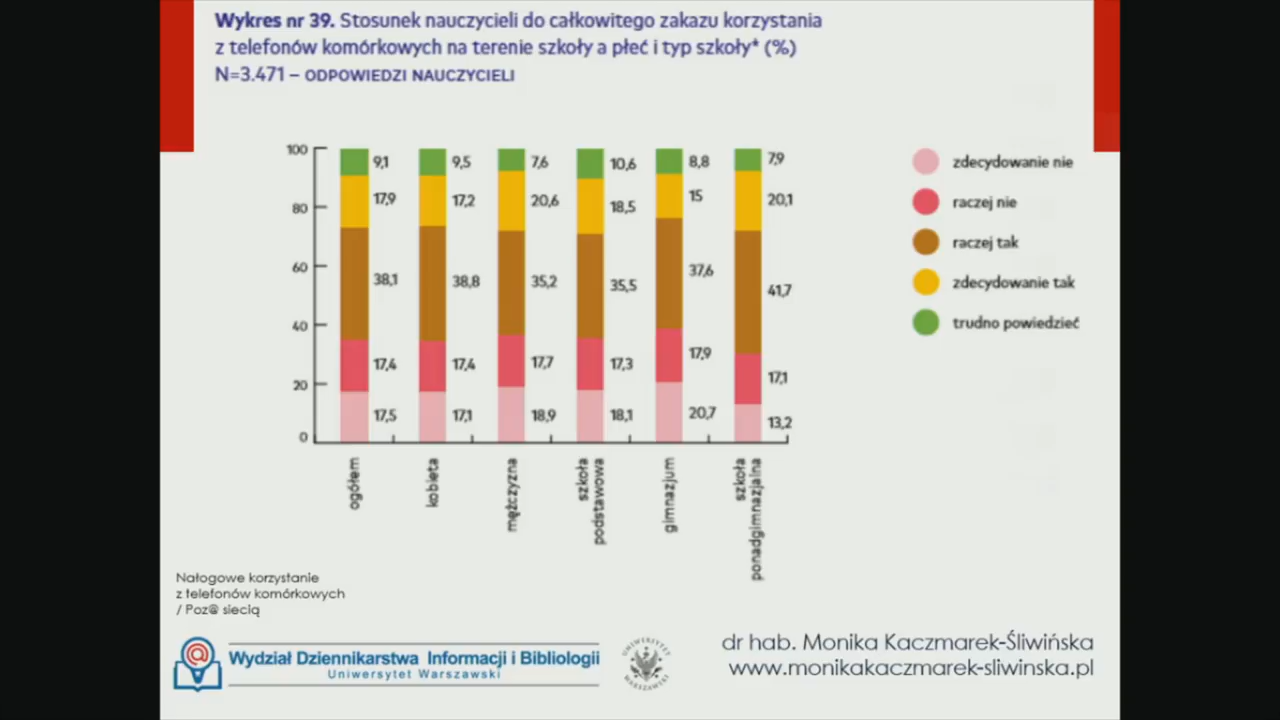 Wykres nr 39. Stosunek nauczycieli do całkowitego zakazu korzystania
z telefonów komórkowych na terenie szkoły a płeć i typ szkoły* (%)
N=3.471 – ODPOWIEDZI NAUCZYCIELI
100
80
60
40
20
0
9,1
17,9
38,1
17,4
17,5
9,5
17,2
38,8
17,4
17,1
7,6
20,6
35,2
17,7
18,9
10,6
18,5
35,5
17,3
18,1
8,8
15
37,6
17,9
20,7
7,9
20,1
41,7
17,1
13,2
ogółem
kobieta
mężczyzna
szkoła
podstawowa
gimnazjum
szkoła
ponadgimnazjalna
zdecydowanie nie
raczej nie
raczej tak
zdecydowanie tak
trudno powiedzieć
Nałogowe korzystanie
z telefonów komórkowych
/ Poz@ siecią
Wydział Dziennikarstwa Informacji i Bibliologii
Uniwersytet Warszawski
UNIWERSYTET
WARSZAWSKI
dr hab. Monika Kaczmarek-Śliwińska
www.monikakaczmarek-sliwinska.pl